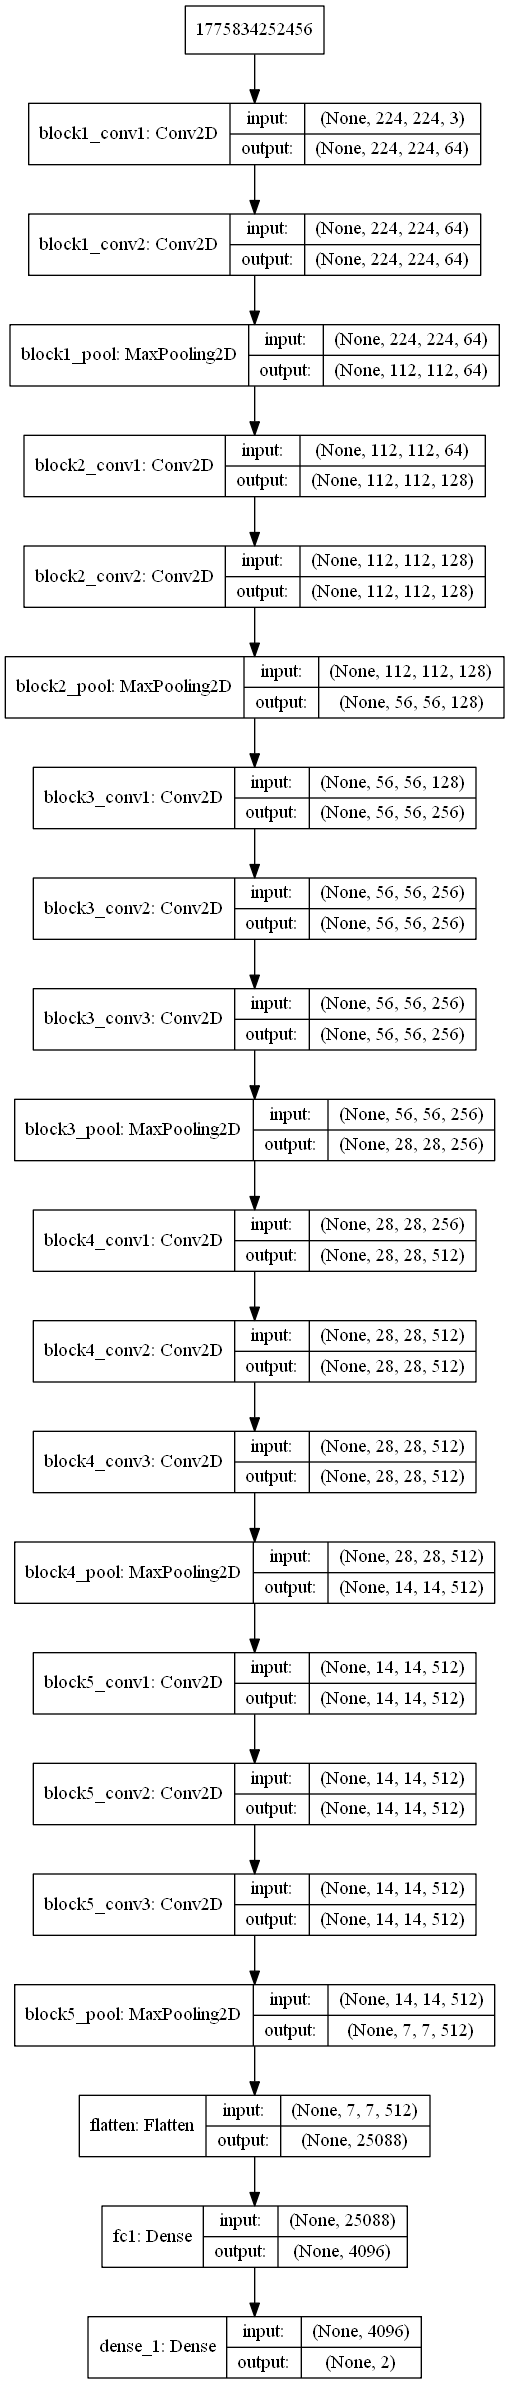 1775834252456
block1_conv1: Conv2D
input: (None, 224, 224, 3)
output: (None, 224, 224, 64)
block1_conv2: Conv2D
input: (None, 224, 224, 64)
output: (None, 224, 224, 64)
block1_pool: MaxPooling2D
input: (None, 224, 224, 64)
output: (None, 112, 112, 64)
block2_conv1: Conv2D
input: (None, 112, 112, 64)
output: (None, 112, 112, 128)
block2_conv2: Conv2D
input: (None, 112, 112, 128)
output: (None, 112, 112, 128)
block2_pool: MaxPooling2D
input: (None, 112, 112, 128)
output: (None, 56, 56, 128)
block3_conv1: Conv2D
input: (None, 56, 56, 128)
output: (None, 56, 56, 256)
block3_conv2: Conv2D
input: (None, 56, 56, 256)
output: (None, 56, 56, 256)
block3_conv3: Conv2D
input: (None, 56, 56, 256)
output: (None, 56, 56, 256)
block3_pool: MaxPooling2D
input: (None, 56, 56, 256)
output: (None, 28, 28, 256)
block4_conv1: Conv2D
input: (None, 28, 28, 256)
output: (None, 28, 28, 512)
block4_conv2: Conv2D
input: (None, 28, 28, 512)
output: (None, 28, 28, 512)
block4_conv3: Conv2D
input: (None, 28, 28, 512)
output: (None, 28, 28, 512)
block4_pool: MaxPooling2D
input: (None, 28, 28, 512)
output: (None, 14, 14, 512)
block5_conv1: Conv2D
input: (None, 14, 14, 512)
output: (None, 14, 14, 512)
block5_conv2: Conv2D
input: (None, 14, 14, 512)
output: (None, 14, 14, 512)
block5_conv3: Conv2D
input: (None, 14, 14, 512)
output: (None, 14, 14, 512)
block5_pool: MaxPooling2D
input: (None, 14, 14, 512)
output: (None, 7, 7, 512)
flatten: Flatten
input: (None, 7, 7, 512)
output: (None, 25088)
fc1: Dense
input: (None, 25088)
output: (None, 4096)
dense_1: Dense
input: (None, 4096)
output: (None, 2)